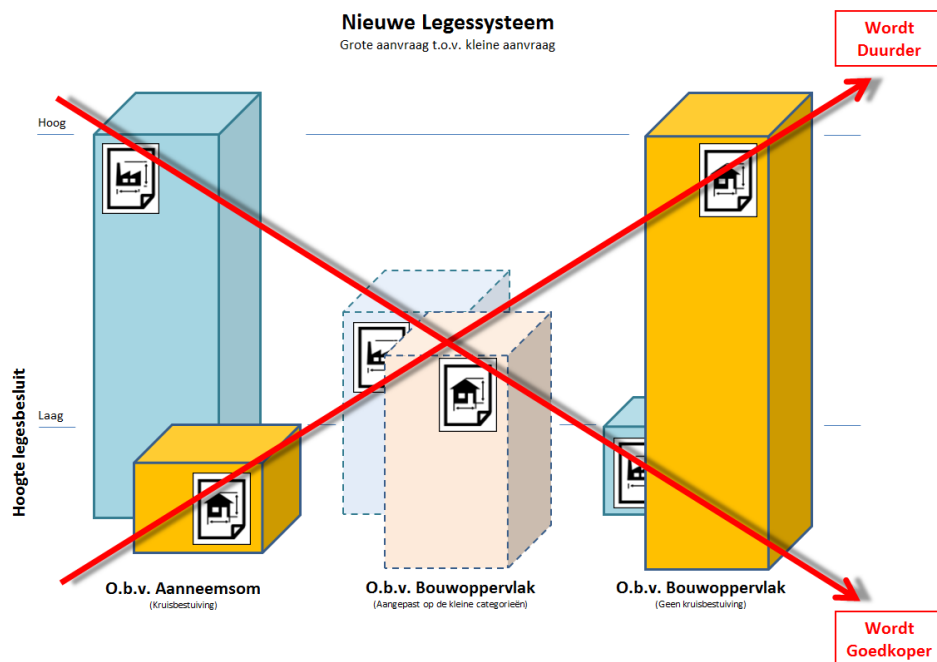 Nieuwe Legessysteem
Grote aanvraag t.o.v. kleine aanvraag
Wordt
Duurder
Hoog
Laag
Hoogte legesbesluit
O.b.v. Aanneemsom
(Kruisbestuiving)
O.b.v. Bouwoppervlak
(Aangepast op de kleine categorieën)
O.b.v. Bouwoppervlak
(Geen kruisbestuiving)
Wordt
Goedkoper